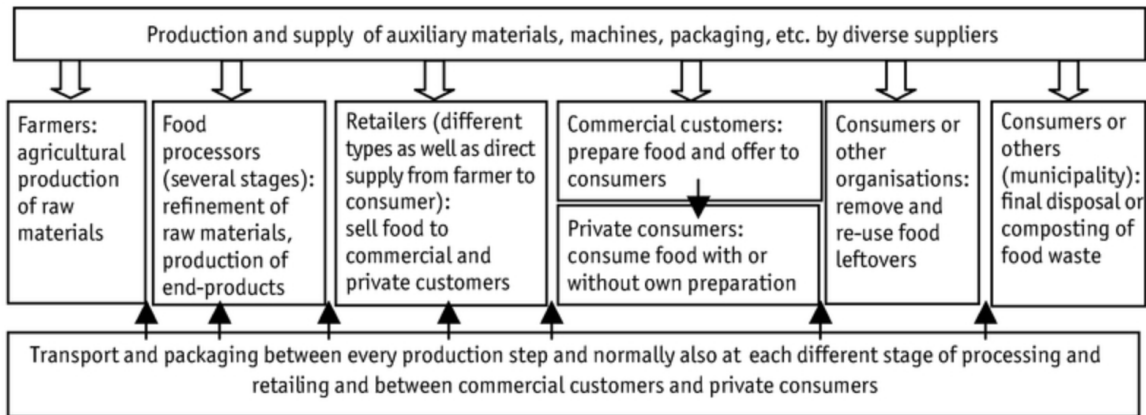 Production and supply of auxiliary materials, machines, packaging, etc. by diverse suppliers
Farmers:
agricultural
production
of raw
materials
Food
processors
(several stages):
refinement of
raw materials,
production of
end-products
Retailers (different
types as well as direct
supply from farmer to
consumer):
sell food to
commercial and
private customers
Commercial customers:
prepare food and offer to
consumers
Private consumers:
consume food with or
without own preparation
Consumers or
other
organisations:
remove and
re-use food
leftovers
Consumers or
others
(municipality):
final disposal or
composting of
food waste
Transport and packaging between every production step and normally also at each different stage of processing and
retailing and between commercial customers and private consumers